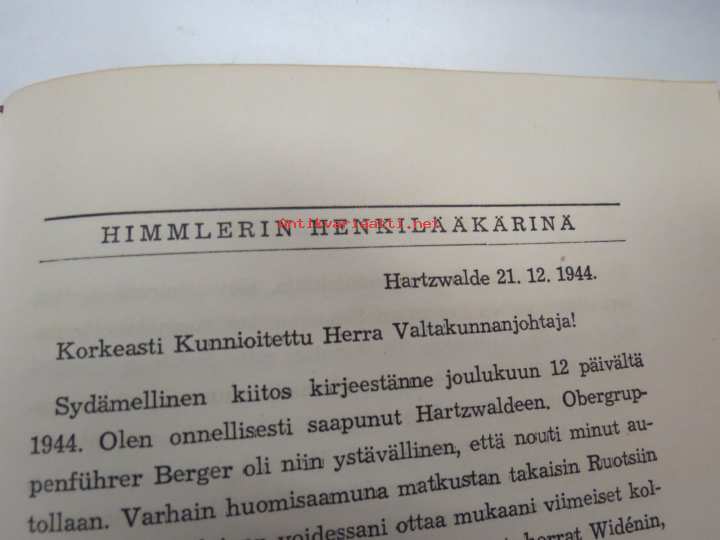 HIMMLERIN HENKILÄÄKÄRINÄ
Antikvariaatti.net
Hartzwalde 21. 12. 1944.
Korkeasti Kunnioitettu Herra Valtakunnanjohtaja!
Sydämellinen kiitos kirjeestänne joulukuun 12 päivältä
1944. Olen onnellisesti saapunut Hartzwaldeen. Obergrup-
penführer Berger oli niin ystävällinen, että nouti minut au-
tollaan. Varhain huomisaamuna matkustan takaisin Ruotsiin
voidessani ottaa mukaani viimeiset kol-
herrat Widénin,